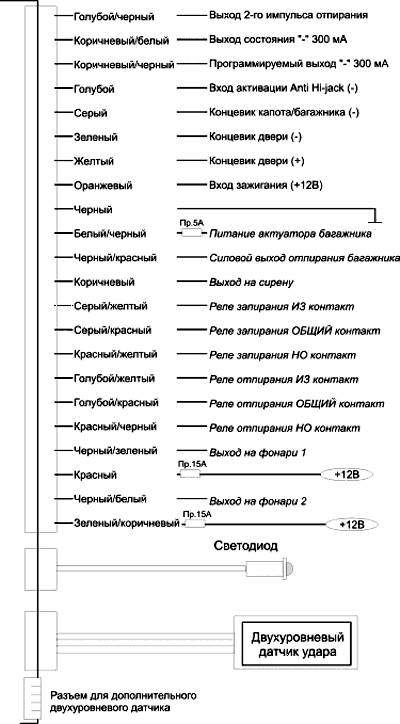 Голубой/черный Выход 2-го импульса отпирания
Коричневый/белый Выход состояния "-" 300 мА
Коричневый/черный Программируемый выход "-" 300 мА
Голубой Вход активации Anti Hi-jack (-)
Серый Концевик капота/багажника (-)
Зеленый Концевик двери (-)
Желтый Концевик двери (+)
Оранжевый Вход зажигания (+12В)
Черный
Пр.5А
Белый/черный Питание актуатора багажника
Черный/красный Силовой выход отпирания багажника
Коричневый Выход на сирену
Серый/желтый Реле запирания ИЗ контакт
Серый/красный Реле запирания ОБЩИЙ контакт
Красный/желтый Реле запирания НО контакт
Голубой/желтый Реле отпирания ИЗ контакт
Голубой/красный Реле отпирания ОБЩИЙ контакт
Красный/черный Реле отпирания НО контакт
Черный/зеленый Выход на фонари 1
Пр.15А
Красный +12В
Черный/белый Выход на фонари 2
Пр.15А
Зеленый/коричневый +12В
Светодиод
Двухуровневый
датчик удара
Разъем для дополнительного
двухуровневого датчика